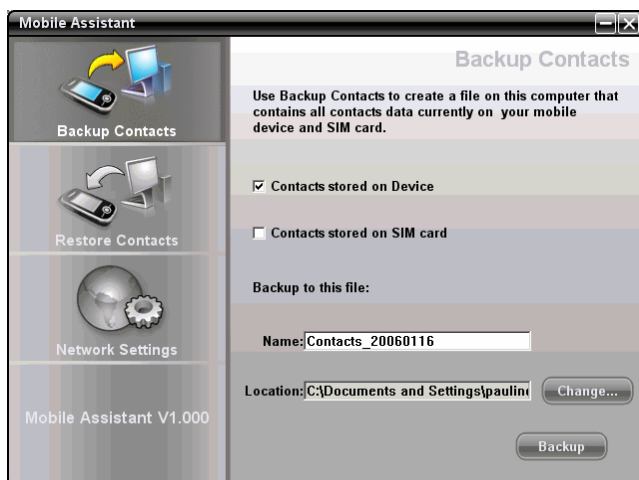 Mobile Assistant
Backup Contacts
Restore Contacts
Network Settings
Mobile Assistant V1.000
Backup Contacts
Use Backup Contacts to create a file on this computer that
contains all contacts data currently on your mobile
device and SIM card.
Contacts stored on Device
Contacts stored on SIM card
Backup to this file:
Name: Contacts_20060116
Location: C:\Documents and Settings\paulin Change...
Backup